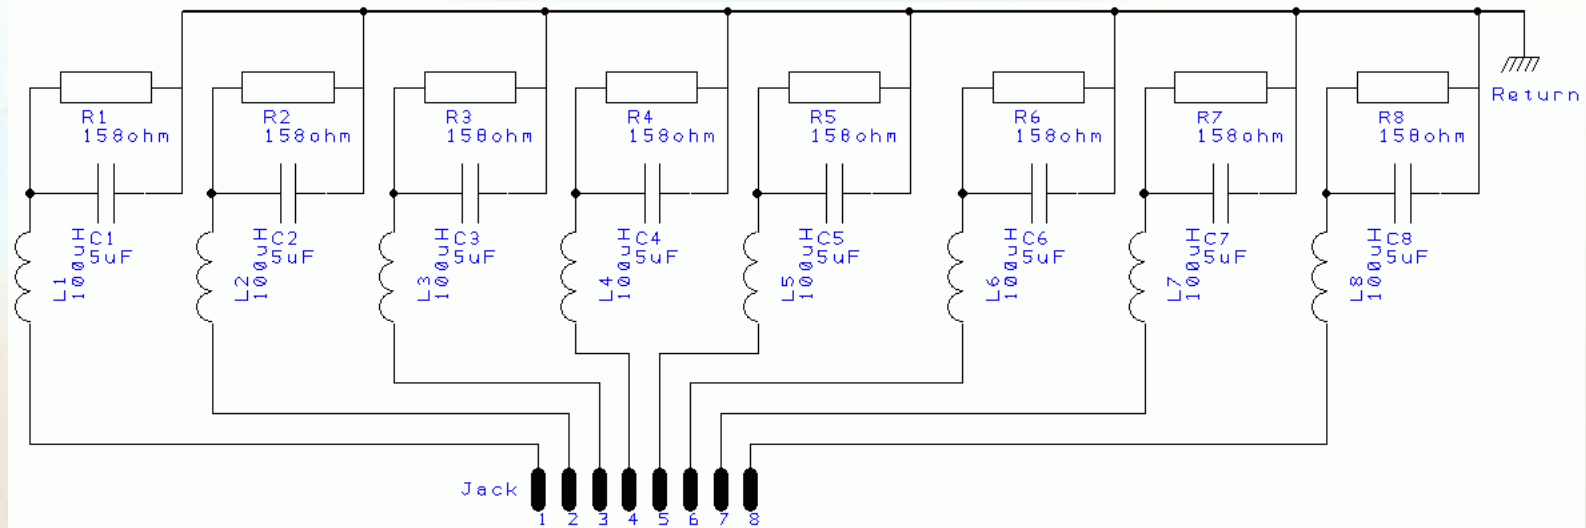 Return
R1
158ohm
R2
158ohm
R3
158ohm
R4
158ohm
R5
158ohm
R6
158ohm
R7
158ohm
R8
158ohm
L1
100uH
C1
5uF
L2
100uH
C2
5uF
L3
100uH
C3
5uF
L4
100uH
C4
5uF
L5
100uH
C5
5uF
L6
100uH
C6
5uF
L7
100uH
C7
5uF
L8
100uH
C8
5uF
Jack
1 2 3 4 5 6 7 8